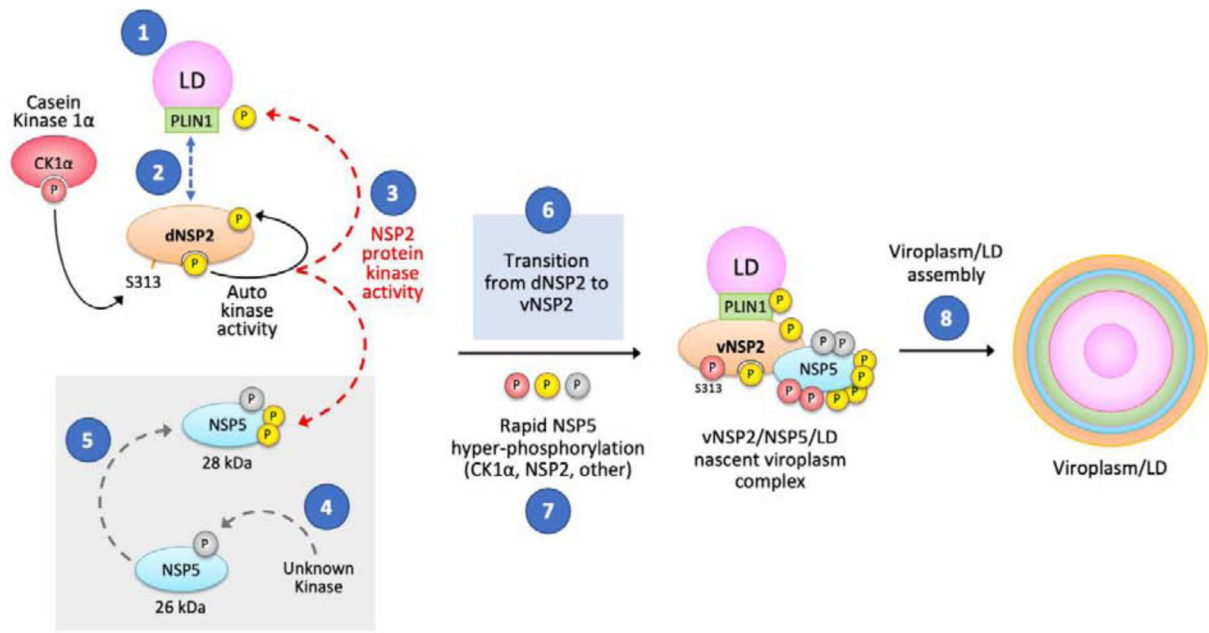 1
LD
PLIN1
P
Casein
Kinase 1α
CK1α
P
2
dNSP2
P
P
S313
Auto
kinase
activity
3
NSP2
protein
kinase
activity
5
P
NSP5
P
P
28 kDa
4
P
NSP5
26 kDa
Unknown
Kinase
6
Transition
from dNSP2 to
vNSP2
P P P
Rapid NSP5
hyper-phosphorylation
(CK1α, NSP2, other)
7
LD
PLIN1
P
P
vNSP2
P
S313
P
P P
NSP5
P
P
P
P
P
P
vNSP2/NSP5/LD
nascent viroplasm
complex
Viroplasm/LD
assembly
8
Viroplasm/LD